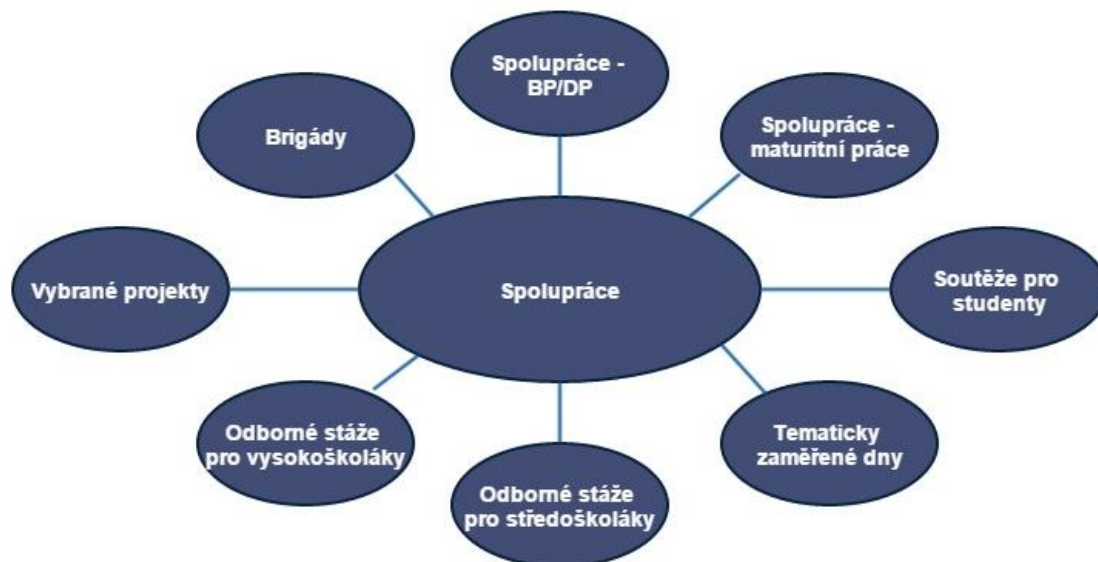 Spolupráce -
BP/DP
Brigády
Spolupráce -
maturitní práce
Vybrané projekty
Spolupráce
Soutěže pro
studenty
Odborné stáže
pro vysokoškoláky
Tematicky
zaměřené dny
Odborné stáže
pro středoškoláky